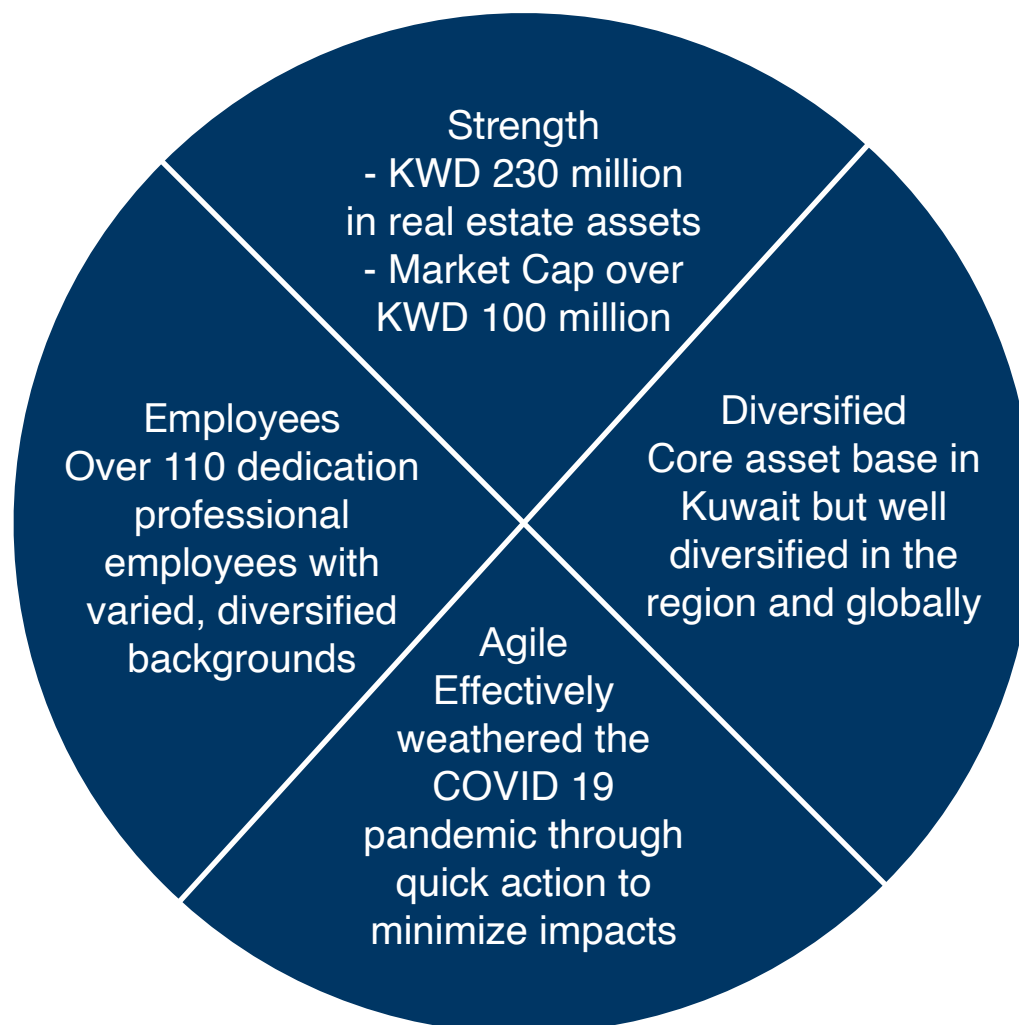 Strength
- KWD 230 million
in real estate assets
- Market Cap over
KWD 100 million
Employees
Over 110 dedication
professional
employees with
varied, diversified
backgrounds
Diversified
Core asset base in
Kuwait but well
diversified in the
region and globally
Agile
Effectively
weathered the
COVID 19
pandemic through
quick action to
minimize impacts